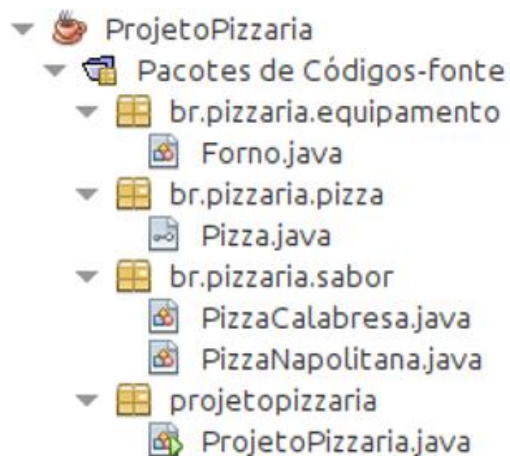 ProjetoPizzaria
Pacotes de Códigos-fonte
br.pizzaria.equipamento
Forno.java
br.pizzaria.pizza
Pizza.java
br.pizzaria.sabor
PizzaCalabresa.java
PizzaNapolitana.java
projetopizzaria
ProjetoPizzaria.java